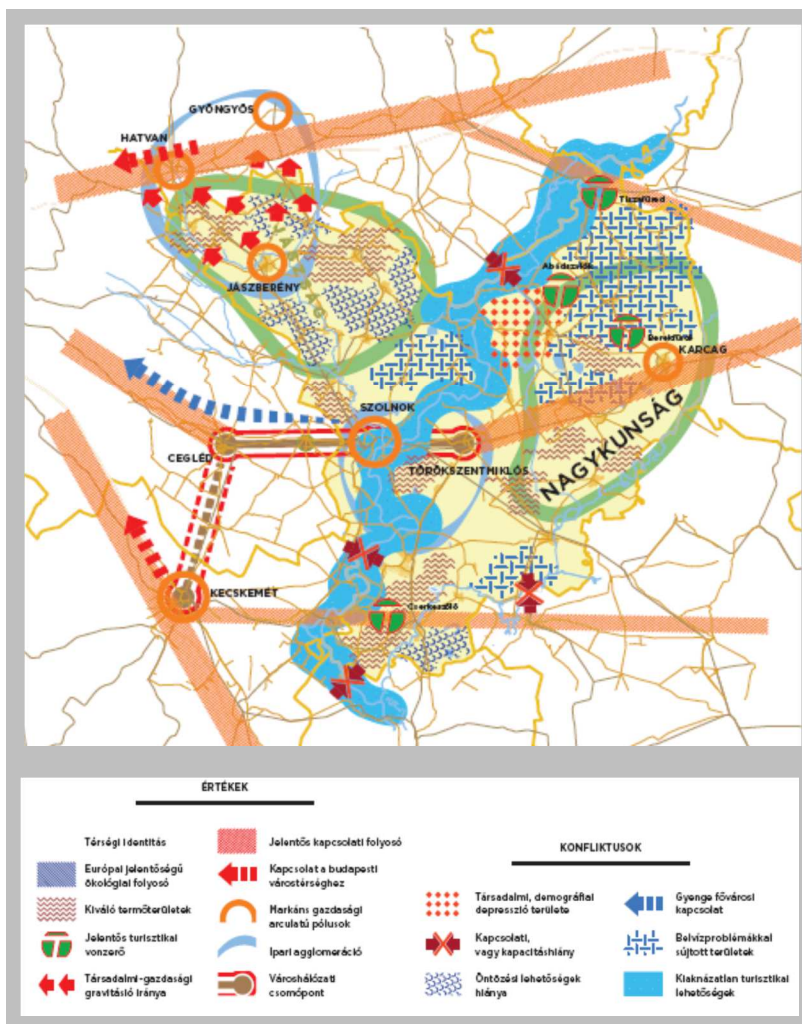 GYÖNGYÖS
HATVAN
Tiszafüred
Abádszalók
JÁSZBERÉNY
Berekfürdő
KARCAG
SZOLNOK
NAGYKUNSÁG
CEGLÉD
TÖRÖKSZENTMIKLÓS
KECSKEMÉT
Cserkeszőlő
ÉRTÉKEK
Térségi identitás
Európai jelentőségű
ökológiai folyosó
Kiváló termőterületek
Jelentős turisztikai
vonzerő
Társadalmi-gazdasági
gravitásió iránya
Jelentős kapcsolati folyosó
Kapcsolat a budapesti
várostérséghez
Markáns gazdasági
arculatú pólusok
Ipari agglomeráció
Városhálózati
csomópont
KONFLIKTUSOK
Társadalmi, demográfiai
depresszió területe
Kapcsolati,
vagy kapacitáshiány
Öntözési lehetőségek
hiánya
Gyenge fővárosi
kapcsolat
Belvízproblémákkal
sújtott területek
Kiaknázatlan turisztikai
lehetőségek